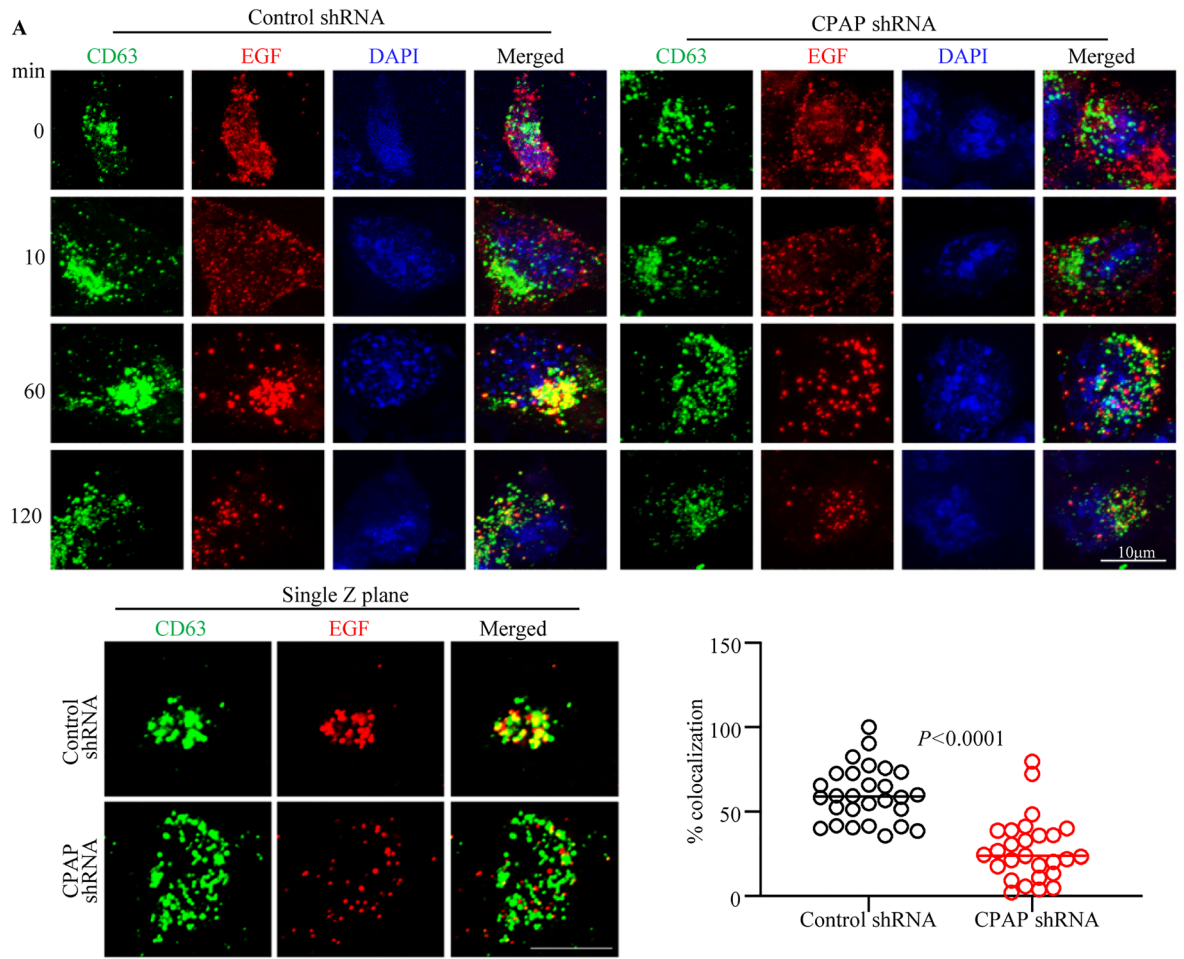 A
Control shRNA
CPAP shRNA
CD63 EGF DAPI Merged CD63 EGF DAPI Merged
min
0
10
60
120
10μm
Single Z plane
CD63 EGF Merged
Control shRNA
CPAP shRNA
% colocalization
150
100
50
0
P<0.0001
Control shRNA CPAP shRNA